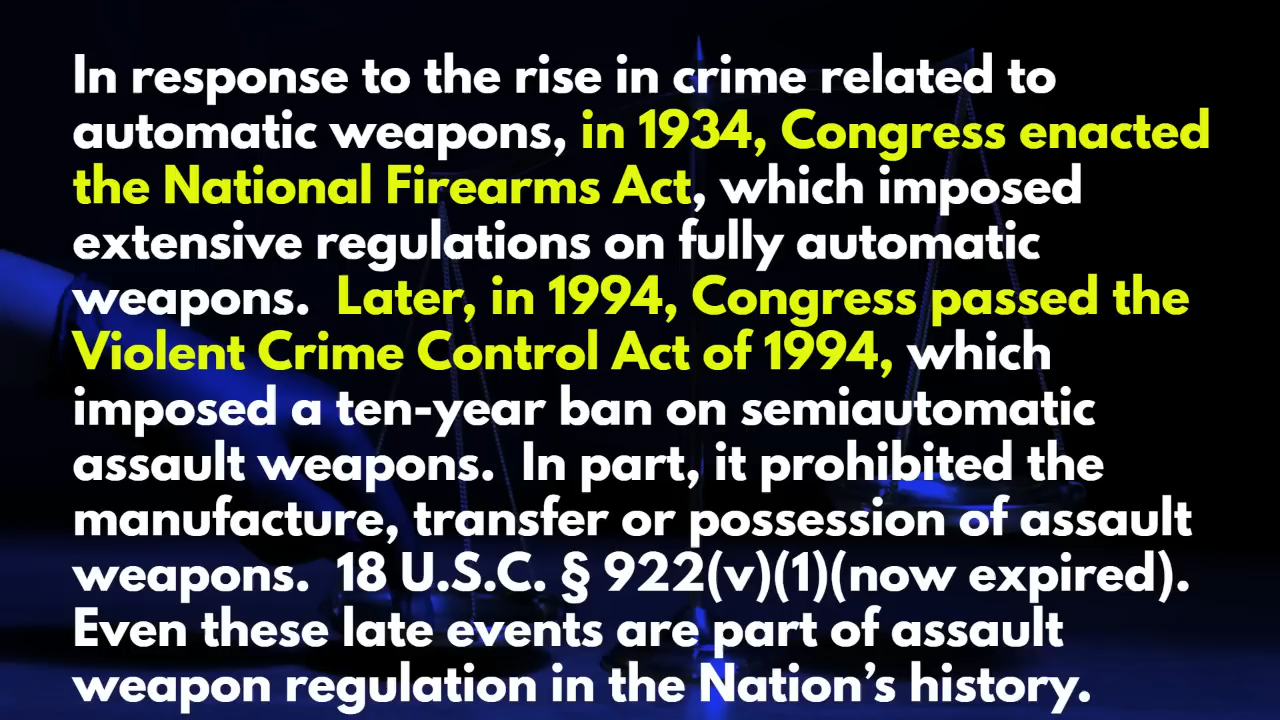 In response to the rise in crime related to
automatic weapons, in 1934, Congress enacted
the National Firearms Act, which imposed
extensive regulations on fully automatic
weapons.  Later, in 1994, Congress passed the
Violent Crime Control Act of 1994, which
imposed a ten-year ban on semiautomatic
assault weapons.  In part, it prohibited the
manufacture, transfer or possession of assault
weapons.  18 U.S.C. § 922(v)(1)(now expired).
Even these late events are part of assault
weapon regulation in the Nation’s history.